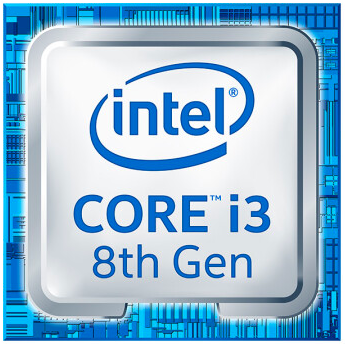 intel®
CORE™ i3
8th Gen